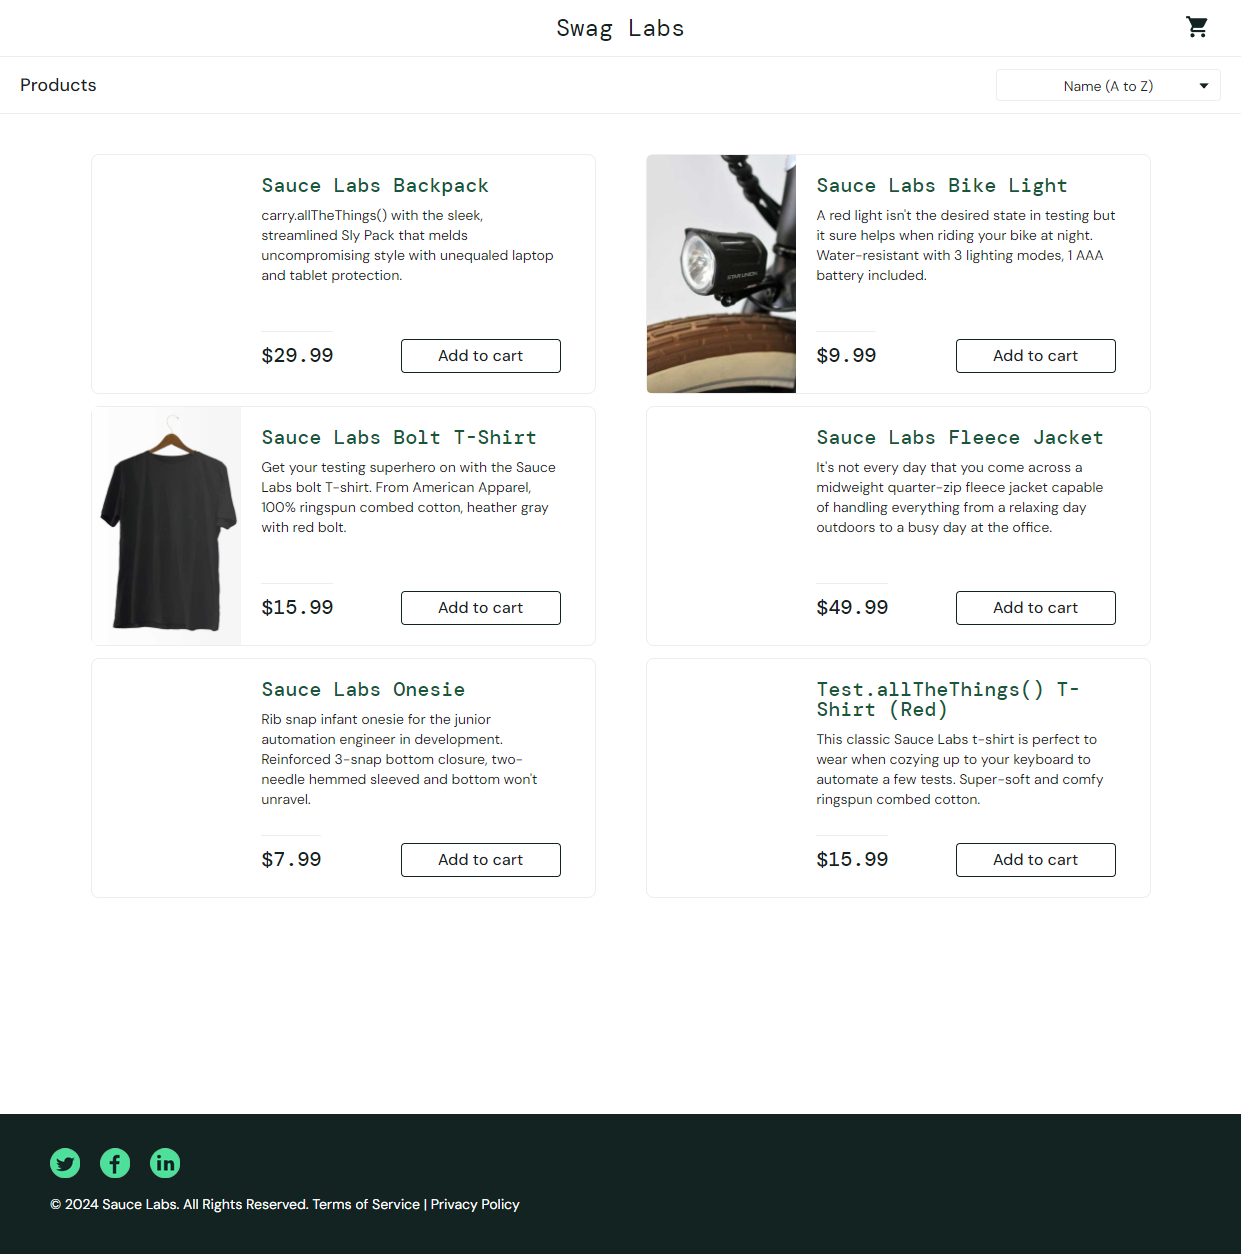 Swag Labs
Products
Name (A to Z)
Sauce Labs Backpack
carry.allTheThings() with the sleek,
streamlined Sly Pack that melds
uncompromising style with unequaled laptop
and tablet protection.
$29.99
Add to cart
Sauce Labs Bike Light
A red light isn't the desired state in testing but
it sure helps when riding your bike at night.
Water-resistant with 3 lighting modes, 1 AAA
battery included.
$9.99
Add to cart
STAR UNION
Sauce Labs Bolt T-Shirt
Get your testing superhero on with the Sauce
Labs bolt T-shirt. From American Apparel,
100% ringspun combed cotton, heather gray
with red bolt.
$15.99
Add to cart
Sauce Labs Fleece Jacket
It's not every day that you come across a
midweight quarter-zip fleece jacket capable
of handling everything from a relaxing day
outdoors to a busy day at the office.
$49.99
Add to cart
Sauce Labs Onesie
Rib snap infant onesie for the junior
automation engineer in development.
Reinforced 3-snap bottom closure, two-
needle hemmed sleeved and bottom won't
unravel.
$7.99
Add to cart
Test.allTheThings() T-
Shirt (Red)
This classic Sauce Labs t-shirt is perfect to
wear when cozying up to your keyboard to
automate a few tests. Super-soft and comfy
ringspun combed cotton.
$15.99
Add to cart
© 2024 Sauce Labs. All Rights Reserved. Terms of Service | Privacy Policy